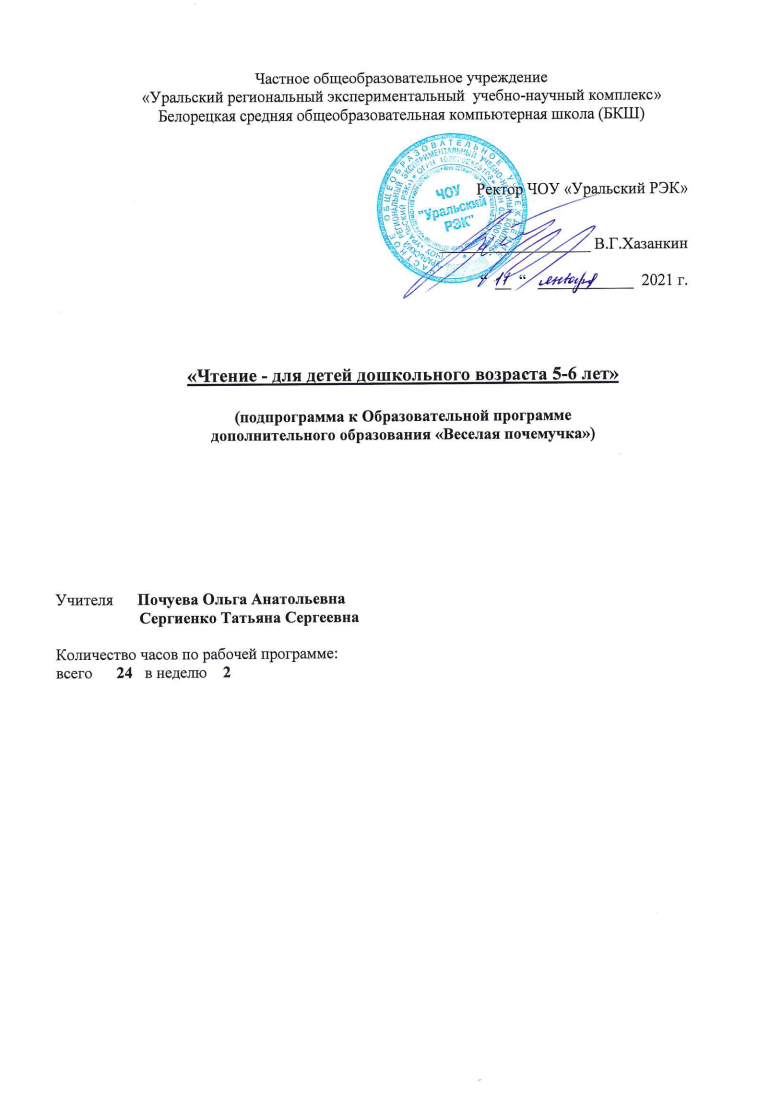 Частное общеобразовательное учреждение
«Уральский региональный экспериментальный учебно-научный комплекс»
Белорецкая средняя общеобразовательная компьютерная школа (БКШ)
ЧОУ
"Уральский
РЭК"
Ректор ЧОУ «Уральский РЭК»
В.Г.Хазанкин
“ 11 “ января 2021 г.
«Чтение - для детей дошкольного возраста 5-6 лет»
(подпрограмма к Образовательной программе
дополнительного образования «Веселая почемучка»)
Учителя Почуева Ольга Анатольевна
Сергиенко Татьяна Сергеевна
Количество часов по рабочей программе:
всего 24 в неделю 2